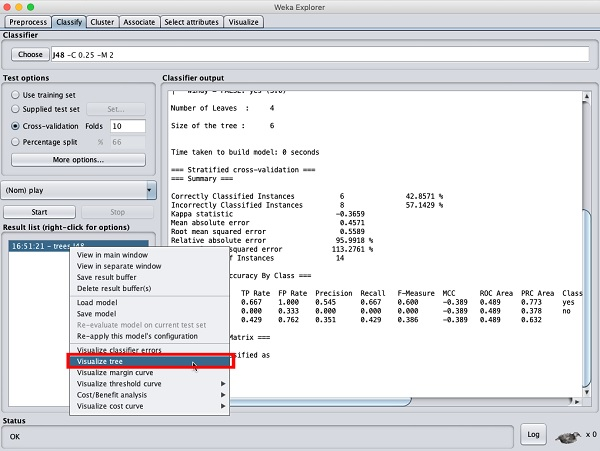 Weka Explorer
Preprocess Classify Cluster Associate Select attributes Visualize
Classifier
Choose J48 -C 0.25 -M 2
Test options
Use training set
Supplied test set Set...
Cross-validation Folds 10
Percentage split % 66
More options...
(Nom) play
Start Stop
Result list (right-click for options)
16:51:21 - trees.J48
View in main window
View in separate window
Save result buffer
Delete result buffer(s)
Load model
Save model
Re-evaluate model on current test set
Re-apply this model's configuration
Visualize classifier errors
Visualize tree
Visualize margin curve
Visualize threshold curve
Cost/Benefit analysis
Visualize cost curve
Classifier output
Number of Leaves : 4
Size of the tree : 6
Time taken to build model: 0 seconds
=== Stratified cross-validation ===
=== Summary ===
Correctly Classified Instances 6 42.8571 %
Incorrectly Classified Instances 8 57.1429 %
Kappa statistic -0.3659
Mean absolute error 0.4571
Root mean squared error 0.5589
Relative absolute error 95.9918 %
squared error 113.2761 %
of Instances 14
ccuracy By Class ===
TP Rate FP Rate Precision Recall F-Measure MCC ROC Area PRC Area Class
0.667 1.000 0.545 0.667 0.600 -0.389 0.489 0.773 yes
0.000 0.333 0.000 0.000 0.000 -0.389 0.489 0.378 no
0.429 0.762 0.351 0.429 0.386 -0.389 0.489 0.632
Matrix ===
ssified as
Status
OK
Log x 0